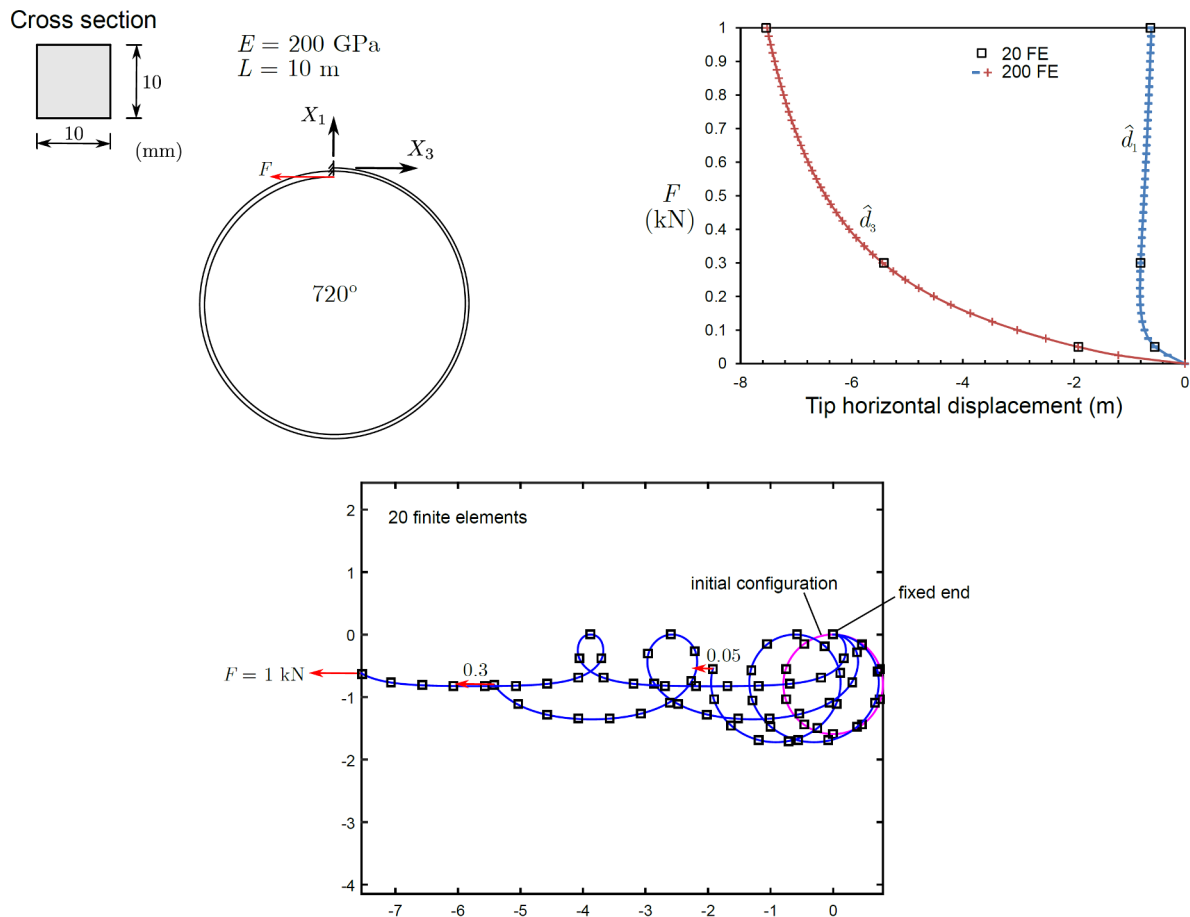 Cross section
10
10
(mm)
E = 200 GPa
L = 10 m
X₁
X₃
F
720°
1
0.9
0.8
0.7
0.6
0.5
0.4
0.3
0.2
0.1
0
F
(kN)
20 FE
200 FE
d̂₁
d̂₃
-8
-6
-4
-2
0
Tip horizontal displacement (m)
20 finite elements
initial configuration
fixed end
F = 1 kN
0.3
0.05
2
1
0
-1
-2
-3
-4
-7
-6
-5
-4
-3
-2
-1
0